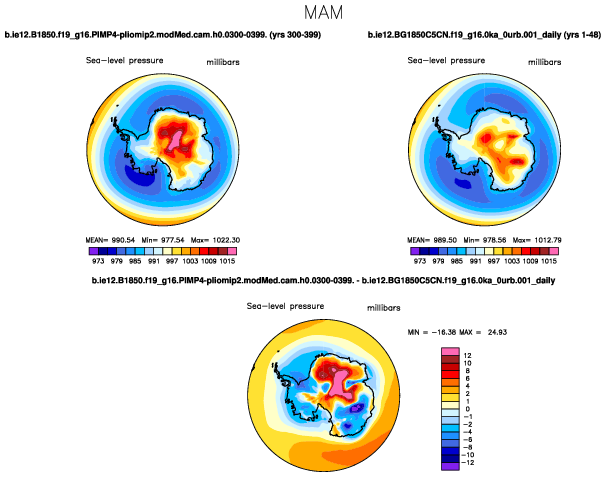 MAM
b.ie12.B1850.f19_g16.PIMP4-pliomip2.modMed.cam.h0.0300-0399. (yrs 300-399)
b.ie12.BG1850C5CN.f19_g16.0ka_0urb.001_daily (yrs 1-48)
Sea-level pressure millibars
Sea-level pressure millibars
MEAN= 990.54 Min= 977.54 Max= 1022.30
MEAN= 989.50 Min= 978.56 Max= 1012.79
973 979 985 991 997 1003 1009 1015
973 979 985 991 997 1003 1009 1015
b.ie12.B1850.f19_g16.PIMP4-pliomip2.modMed.cam.h0.0300-0399. - b.ie12.BG1850C5CN.f19_g16.0ka_0urb.001_daily
Sea-level pressure millibars
MIN = -16.38 MAX = 24.93
12
10
8
6
4
2
1
0
-1
-2
-4
-6
-8
-10
-12